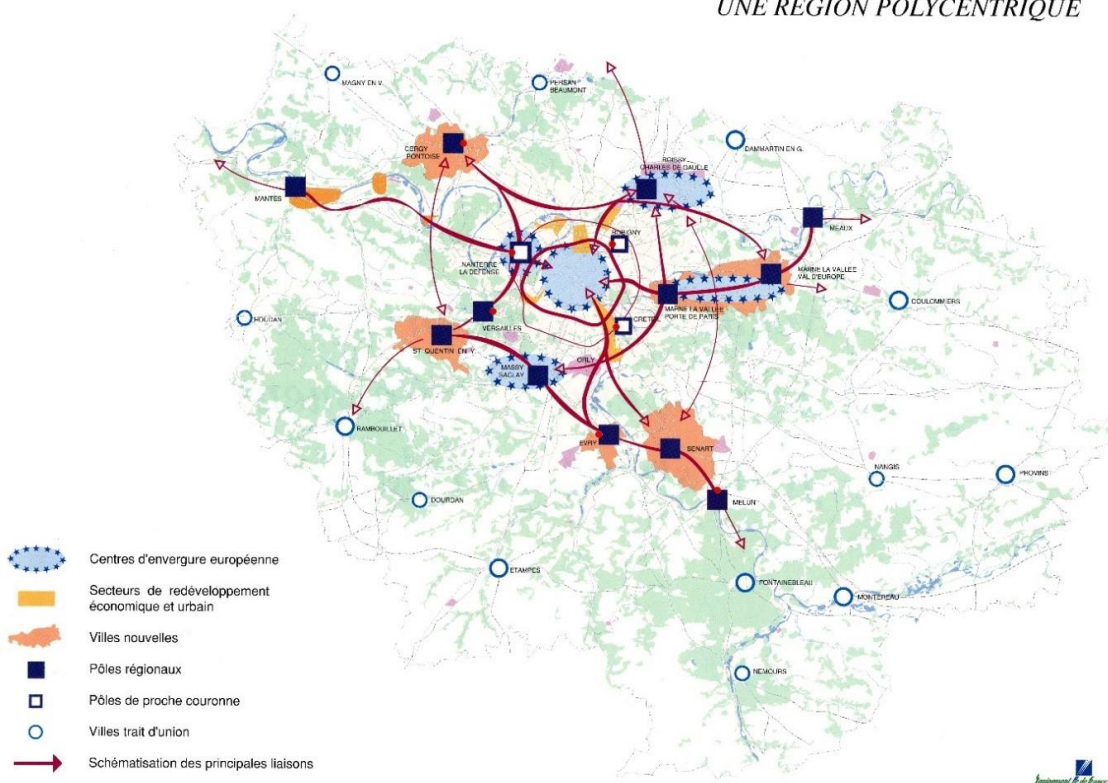 UNE RÉGION POLYCENTRIQUE
MAGNY EN V.
PERSAN
BEAUMONT
DAMMARTIN EN G.
CERGY
PONTOISE
ROISSY
CHARLES DE GAULLE
MANTES
MEAUX
BOBIGNY
NANTERRE
LA DÉFENSE
MARNE LA VALLEE
VAL D'EUROPE
COULOMMIERS
MARNE LA VALLEE
PORTE DE PARIS
HOUDAN
VERSAILLES
CRETEIL
ST QUENTIN EN Y.
ORLY
MASSY
SACLAY
RAMBOUILLET
EVRY
SENART
NANGIS
PROVINS
DOURDAN
MELUN
ETAMPES
FONTAINEBLEAU
MONTEREAU
NEMOURS
Centres d'envergure européenne
Secteurs de redéveloppement
économique et urbain
Villes nouvelles
Pôles régionaux
Pôles de proche couronne
Villes trait d'union
Schématisation des principales liaisons